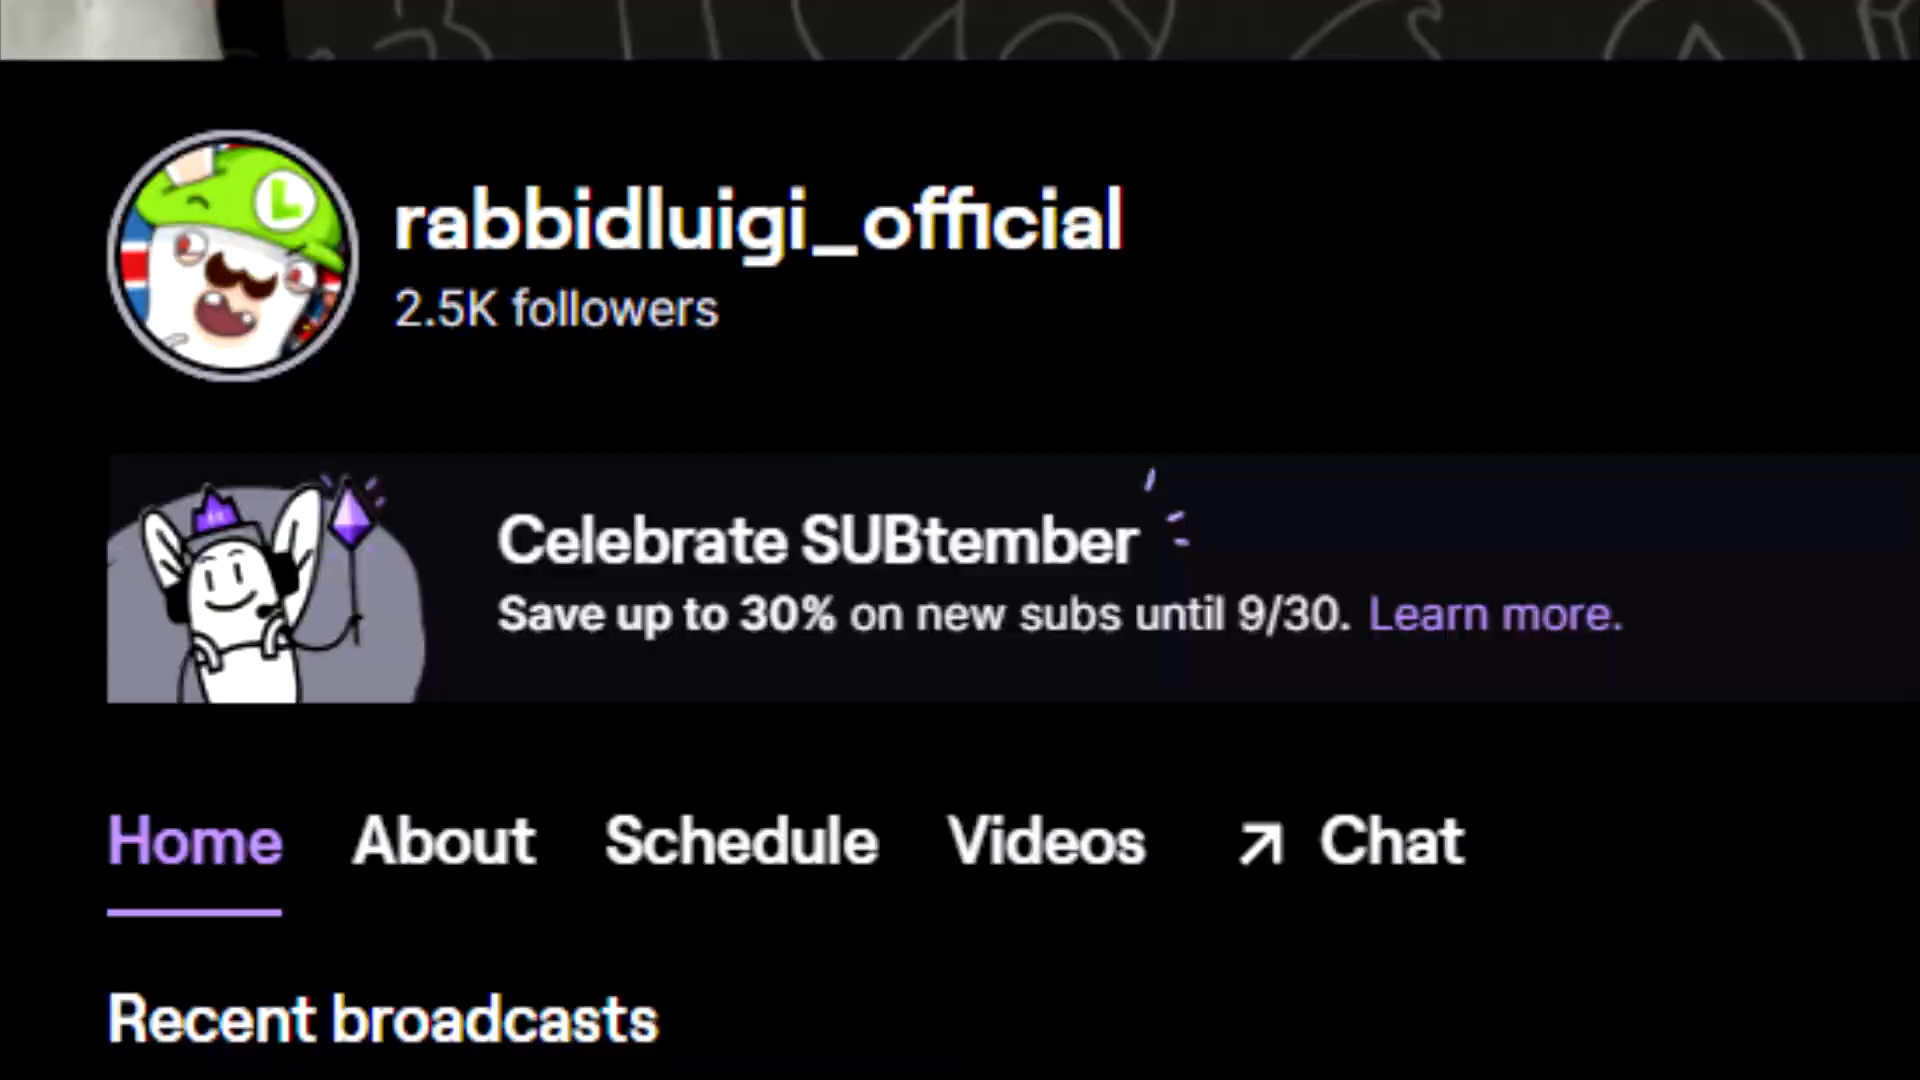 rabbidluigi_official
2.5K followers
Celebrate SUBtember
Save up to 30% on new subs until 9/30. Learn more.
Home About Schedule Videos Chat
Recent broadcasts